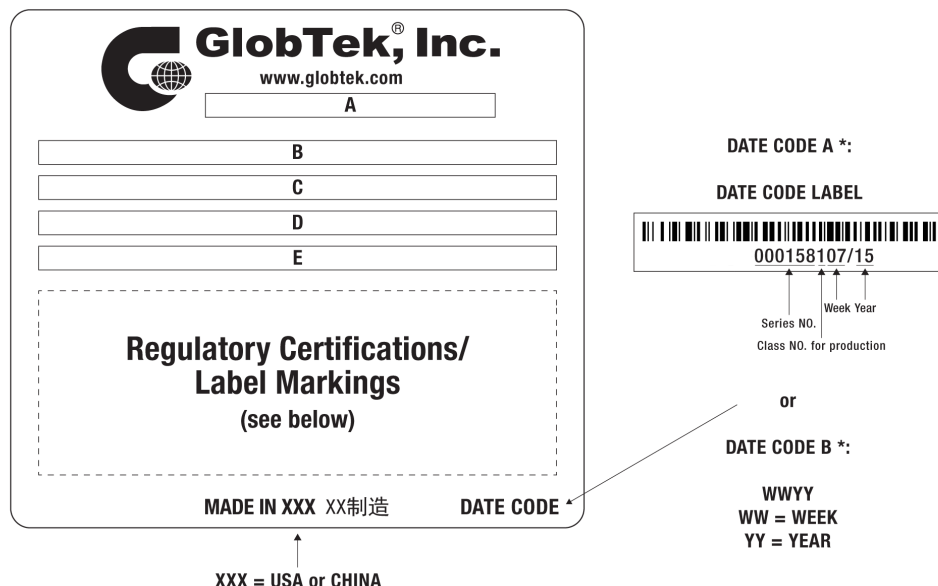 GlobTek,® Inc.
www.globtek.com
A
B
C
D
E
Regulatory Certifications/
Label Markings
(see below)
MADE IN XXX XX制造 DATE CODE
XXX = USA or CHINA
DATE CODE A *:
DATE CODE LABEL
000158107/15
Week Year
Series NO.
Class NO. for production
or
DATE CODE B *:
WWYY
WW = WEEK
YY = YEAR